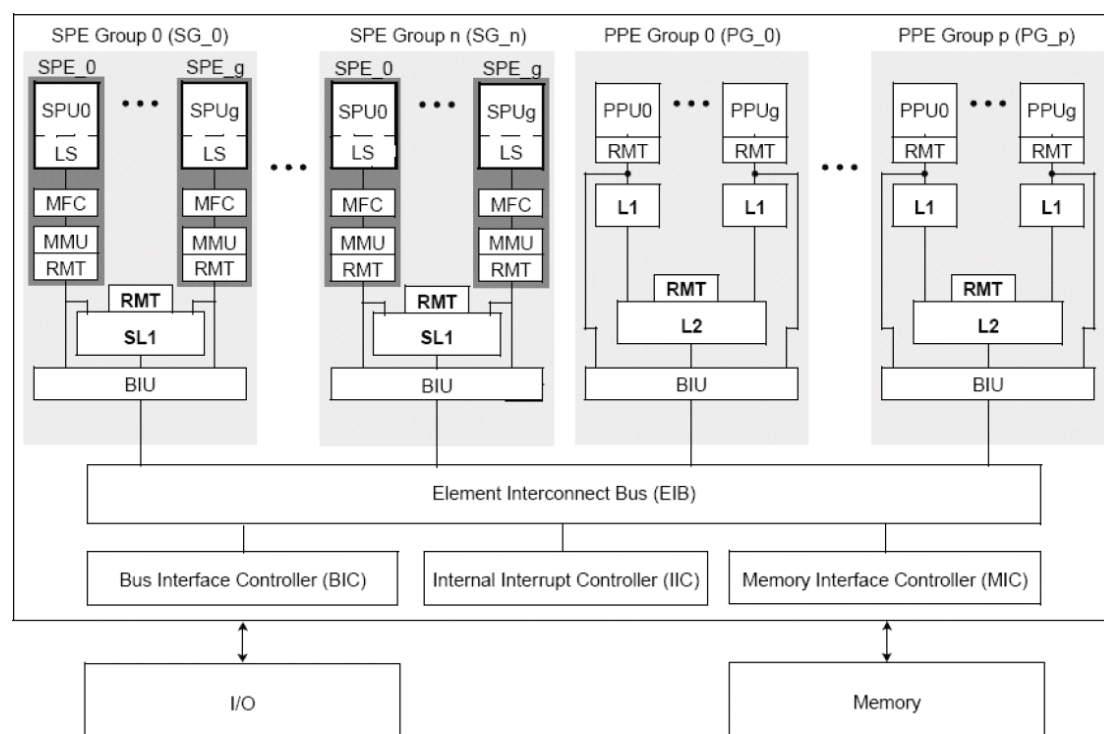 SPE Group 0 (SG_0) SPE Group n (SG_n) PPE Group 0 (PG_0) PPE Group p (PG_p)
SPE_0 SPE_g SPE_0 SPE_g
SPU0 ••• SPUg SPU0 ••• SPUg PPU0 ••• PPUg PPU0 ••• PPUg
LS LS LS LS RMT RMT RMT RMT
••• •••
MFC MFC MFC MFC L1 L1 L1 L1
MMU MMU MMU MMU
RMT RMT RMT RMT
RMT RMT RMT RMT
SL1 SL1 L2 L2
BIU BIU BIU BIU
Element Interconnect Bus (EIB)
Bus Interface Controller (BIC) Internal Interrupt Controller (IIC) Memory Interface Controller (MIC)
I/O Memory